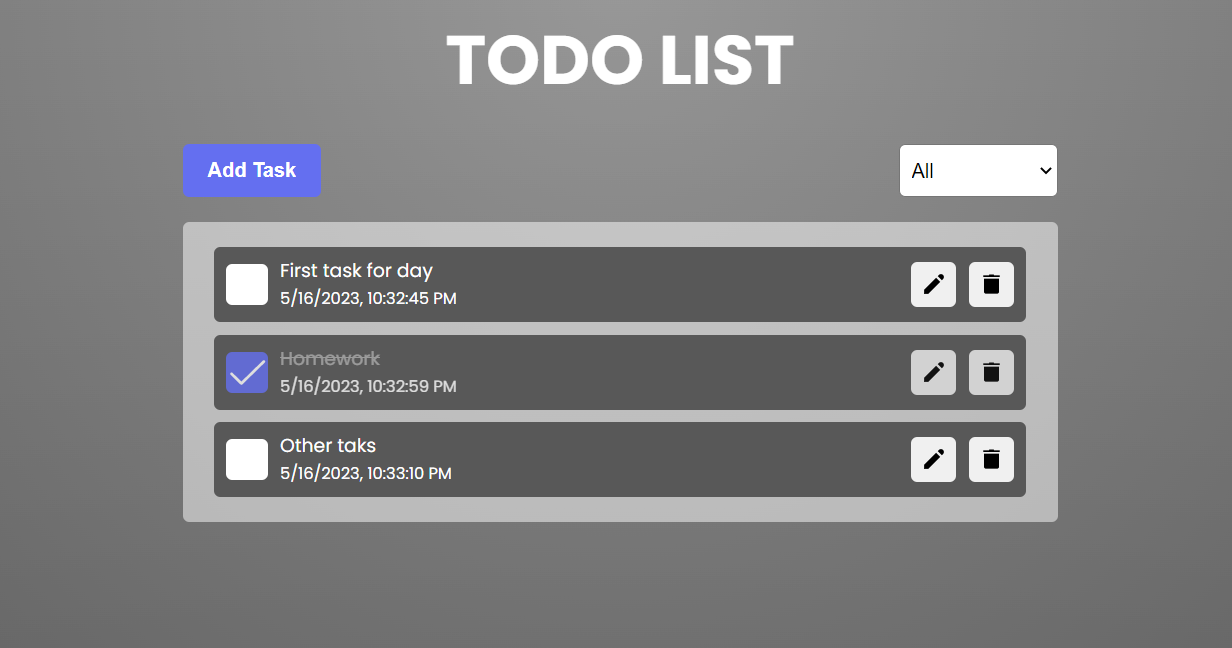 TODO LIST
Add Task
All
First task for day
5/16/2023, 10:32:45 PM
Homework
5/16/2023, 10:32:59 PM
Other taks
5/16/2023, 10:33:10 PM